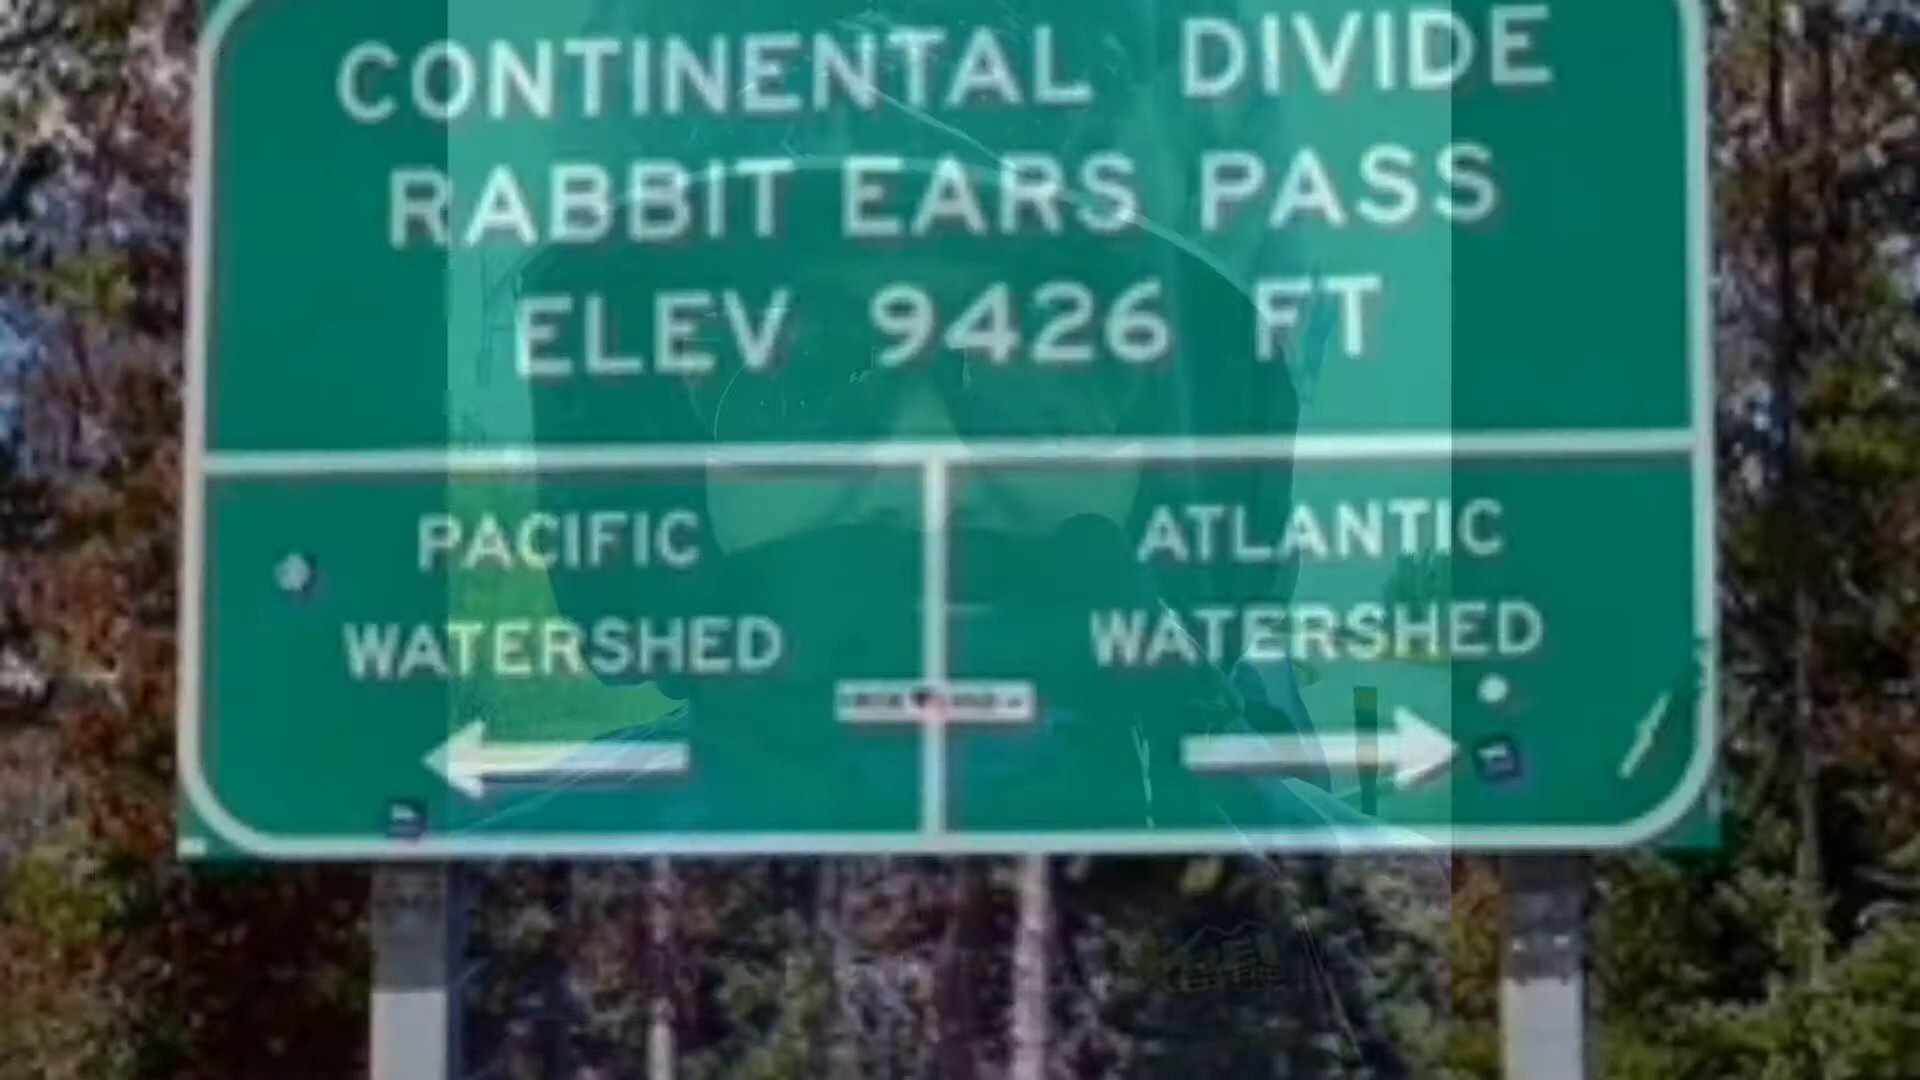 CONTINENTAL DIVIDE
RABBIT EARS PASS
ELEV 9426 FT
PACIFIC
WATERSHED
ATLANTIC
WATERSHED